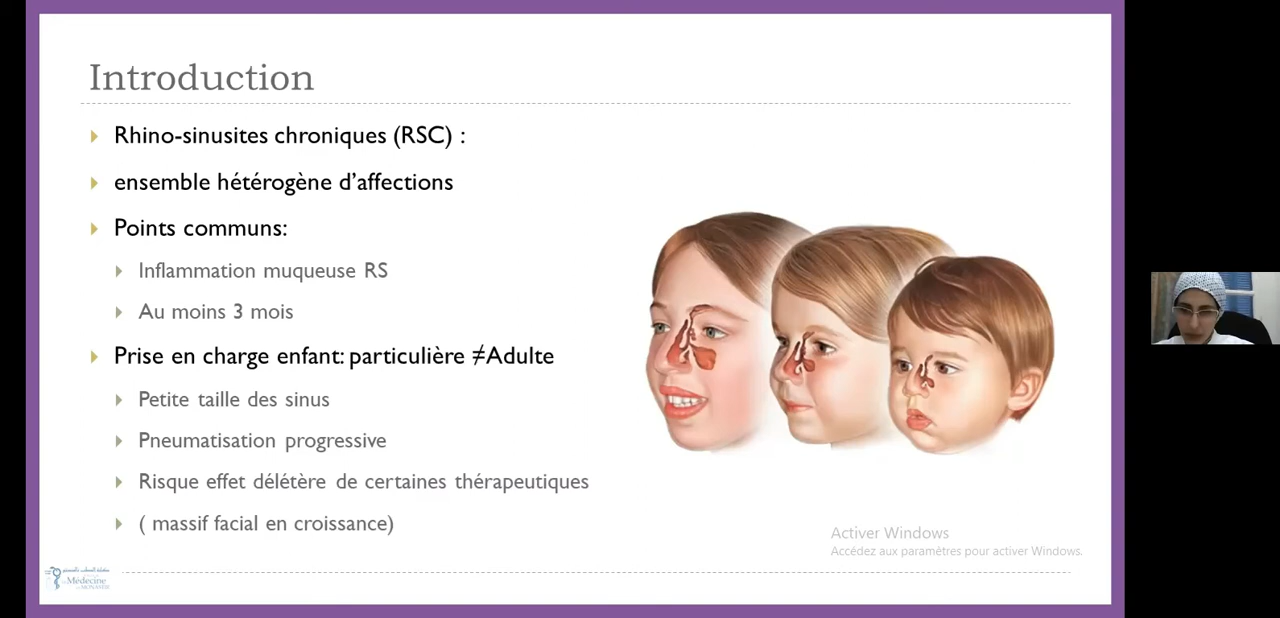 Introduction
Rhino-sinusites chroniques (RSC) :
ensemble hétérogène d’affections
Points communs:
Inflammation muqueuse RS
Au moins 3 mois
Prise en charge enfant: particulière ≠Adulte
Petite taille des sinus
Pneumatisation progressive
Risque effet délétère de certaines thérapeutiques
( massif facial en croissance)
Activer Windows
Accédez aux paramètres pour activer Windows.
Médecine